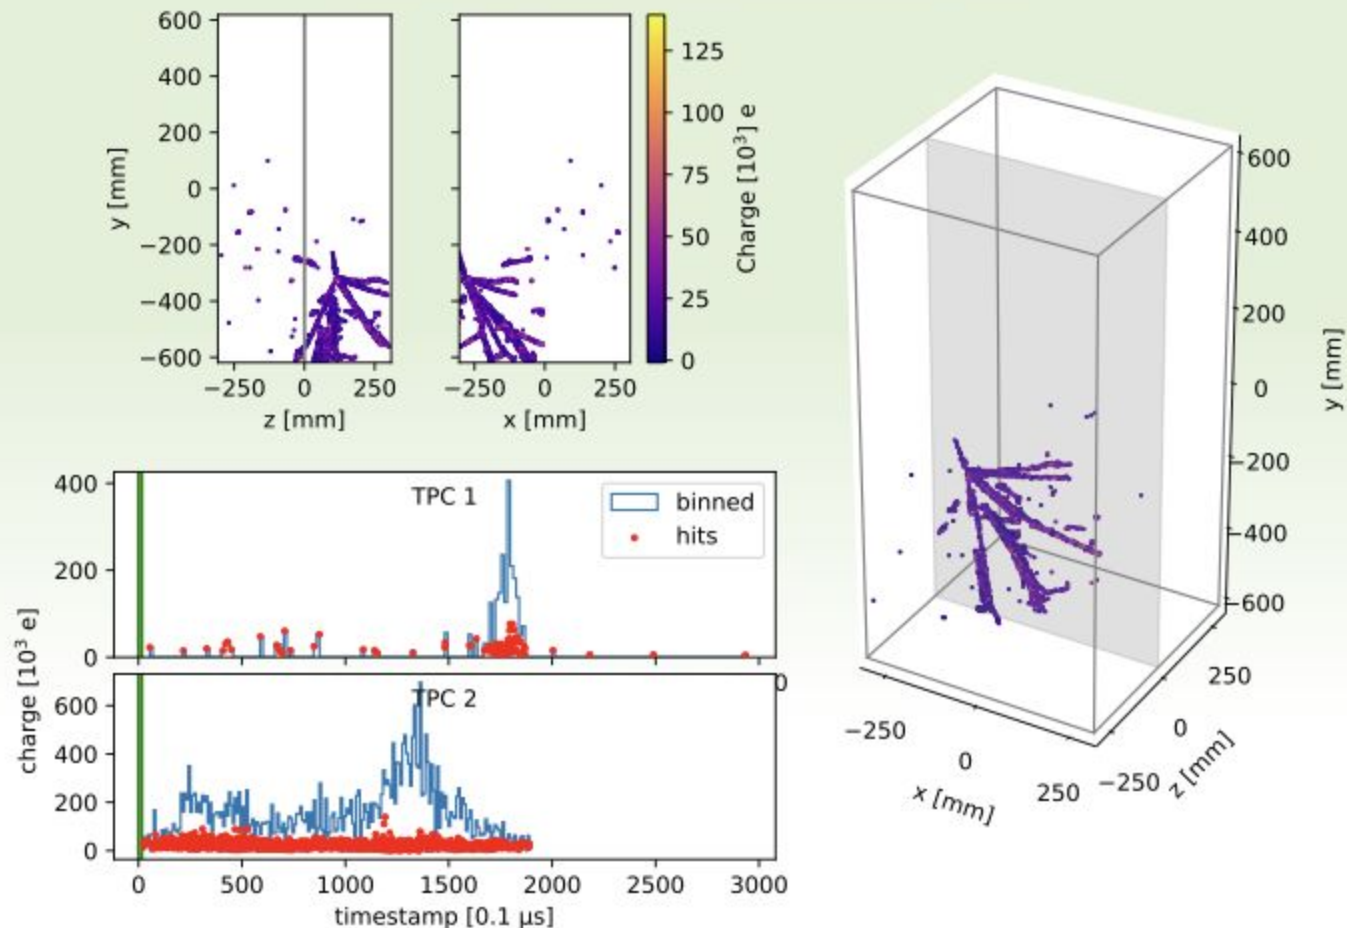 600
400
200
0
−200
−400
−600
y [mm]
−250 0 250
z [mm]
−250 0 250
x [mm]
125
100
75
50
25
0
Charge [10³] e
600
400
200
0
−200
−400
−600
y [mm]
−250
0
250
x [mm]
−250
0
250
z [mm]
400
200
0
TPC 1
binned
hits
0
charge [10³ e]
600
400
200
0
TPC 2
0 500 1000 1500 2000 2500 3000
timestamp [0.1 µs]